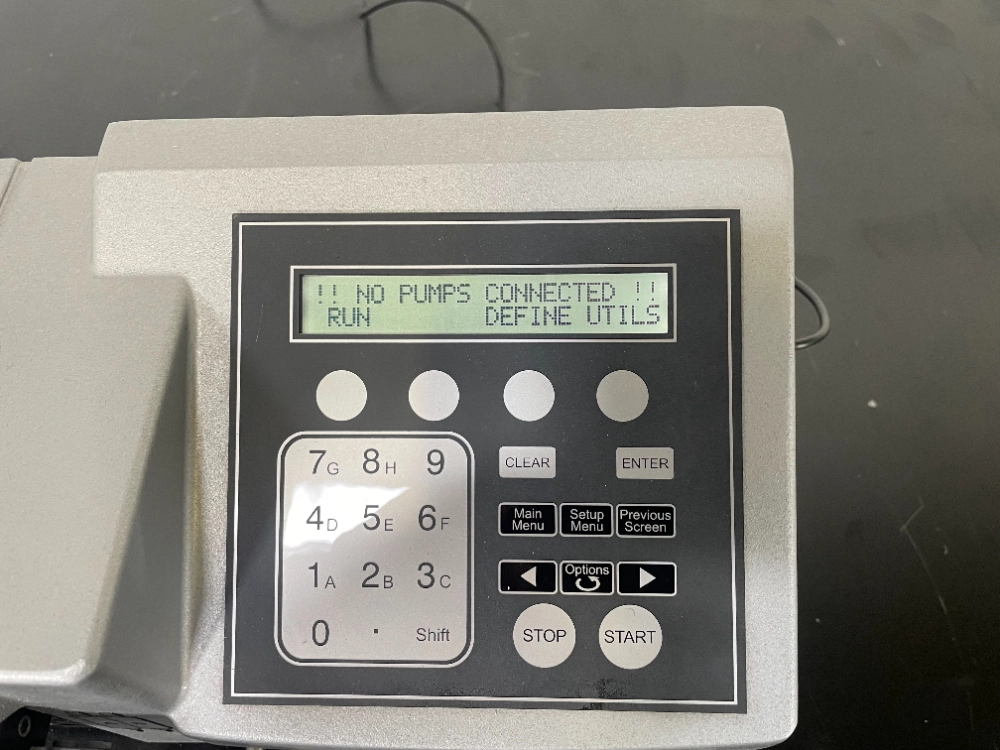 !! NO PUMPS CONNECTED !!
RUN DEFINE UTILS
7G 8H 9
CLEAR ENTER
4D 5E 6F
Main Menu
Setup Menu
Previous Screen
1A 2B 3C
Options
0 . Shift
STOP START